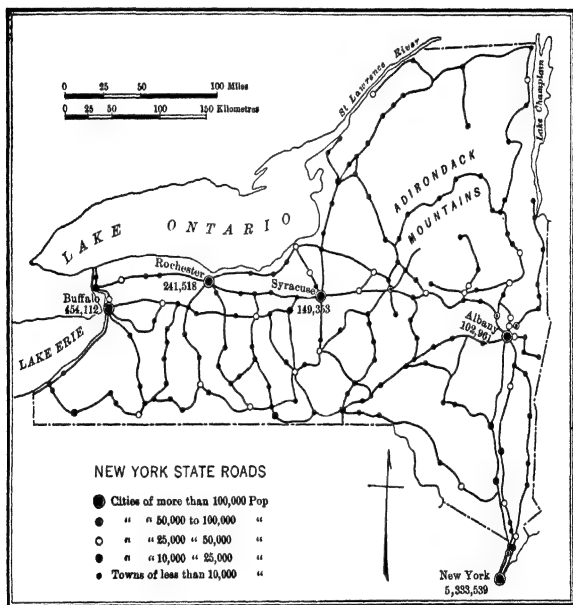 0 25 50 100 Miles
0 25 50 100 150 Kilometres
St Lawrence River
Lake Champlain
ADIRONDACK
MOUNTAINS
LAKE ONTARIO
Rochester
241,518
Syracuse
149,353
Buffalo
454,112
Albany
102,961
LAKE ERIE
NEW YORK STATE ROADS
Cities of more than 100,000 Pop
" " 50,000 to 100,000 "
" " 25,000 " 50,000 "
" " 10,000 " 25,000 "
Towns of less than 10,000 "
New York
5,333,539